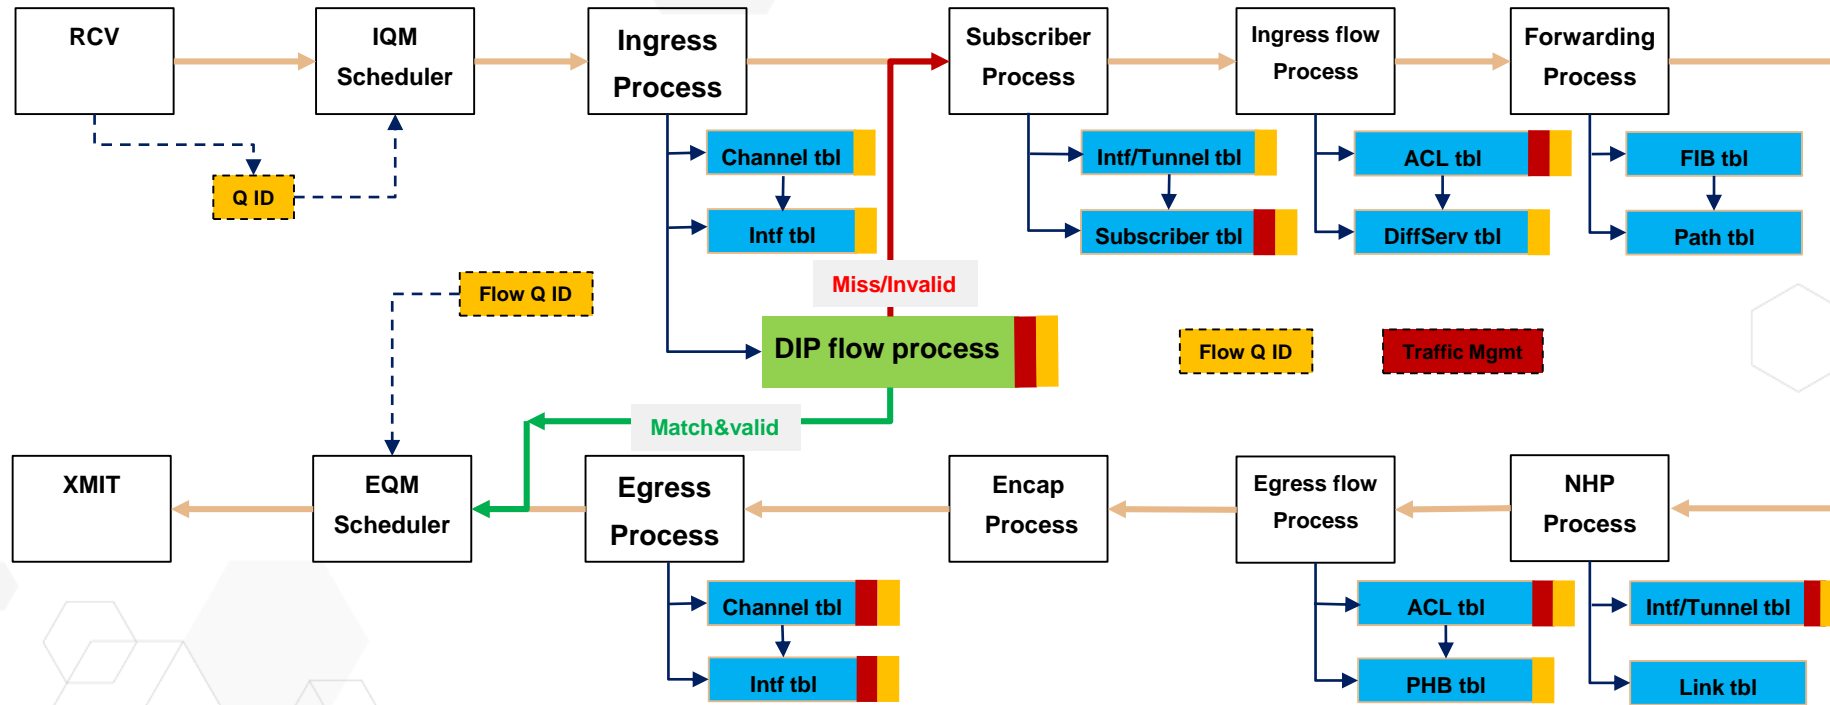 RCV
IQM
Scheduler
Ingress
Process
Subscriber
Process
Ingress flow
Process
Forwarding
Process
Q ID
Channel tbl
Intf tbl
Intf/Tunnel tbl
Subscriber tbl
ACL tbl
DiffServ tbl
FIB tbl
Path tbl
Flow Q ID
Miss/Invalid
DIP flow process
Flow Q ID
Traffic Mgmt
Match&valid
XMIT
EQM
Scheduler
Egress
Process
Encap
Process
Egress flow
Process
NHP
Process
Channel tbl
Intf tbl
ACL tbl
PHB tbl
Intf/Tunnel tbl
Link tbl